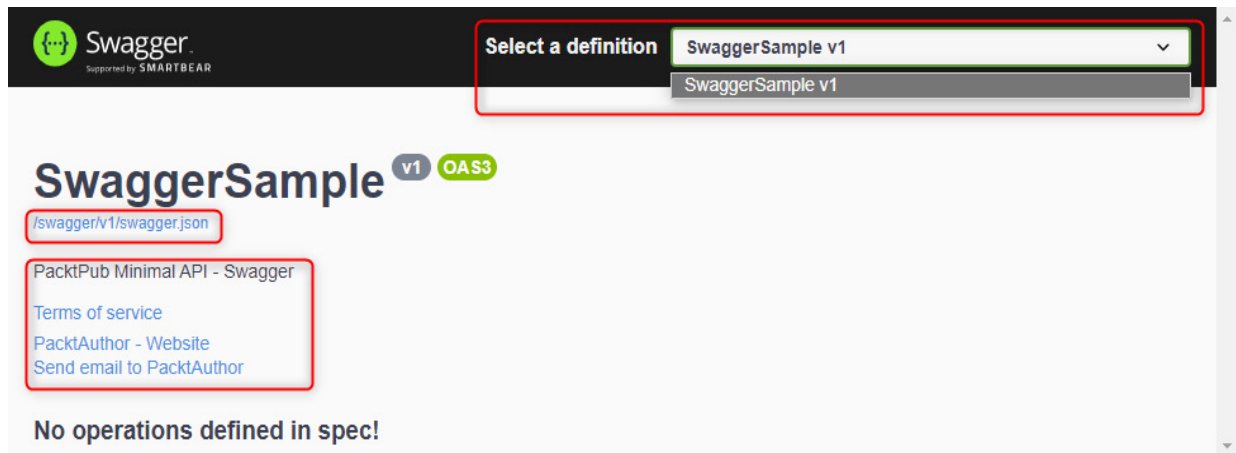 Swagger.
Supported by SMARTBEAR
Select a definition
SwaggerSample v1
SwaggerSample v1
SwaggerSample v1 OAS3
/swagger/v1/swagger.json
PacktPub Minimal API - Swagger
Terms of service
PacktAuthor - Website
Send email to PacktAuthor
No operations defined in spec!